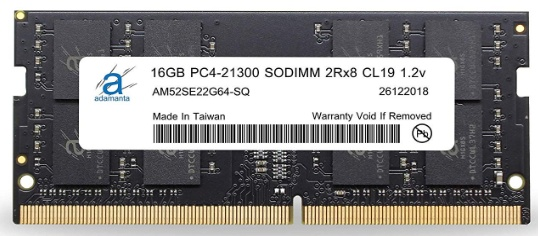 adamanta
16GB PC4-21300 SODIMM 2Rx8 CL19 1.2v
AM52SE22G64-SQ 26122018
Made In Taiwan Warranty Void If Removed
Pb